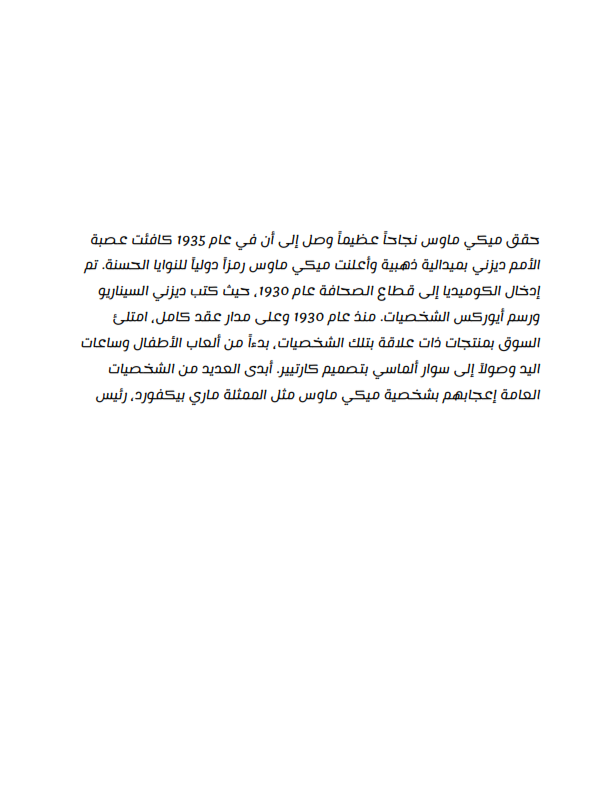 حقق ميكي ماوس نجاحاً عظيماً وصل إلى أن في عام 1935 كافئت عصبة
الأمم ديزني بميدالية ذهبية وأعلنت ميكي ماوس رمزاً دولياً للنوايا الحسنة. تم
إدخال الكوميديا إلى قطاع الصحافة عام 1930، حيث كتب ديزني السيناريو
ورسم أيوركس الشخصيات. منذ عام 1930 وعلى مدار عقد كامل، امتلئ
السوق بمنتجات ذات علاقة بتلك الشخصيات، بدءاً من ألعاب الأطفال وساعات
اليد وصولاً إلى سوار ألماسي بتصميم كارتيير. أبدى العديد من الشخصيات
العامة إعجابهم بشخصية ميكي ماوس مثل الممثلة ماري بيكفورد، رئيس